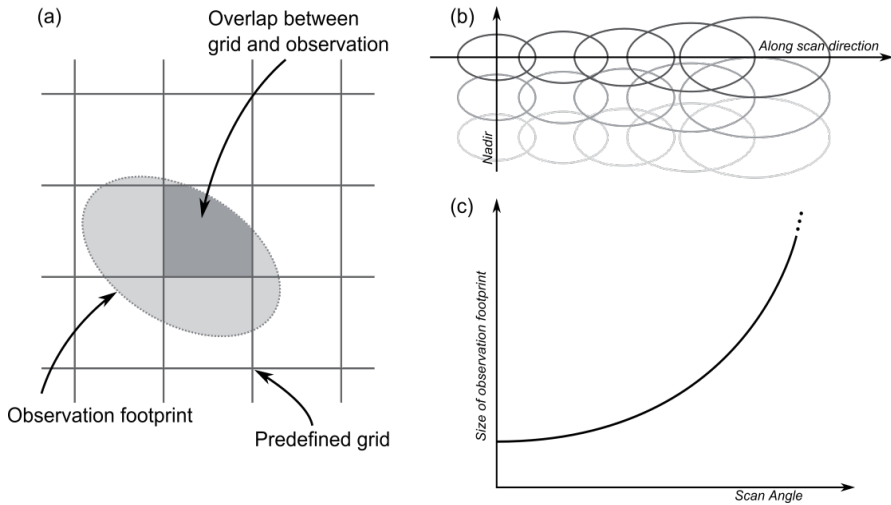 (a)
Overlap between
grid and observation
Observation footprint
Predefined grid
(b)
Along scan direction
Nadir
(c)
Size of observation footprint
Scan Angle